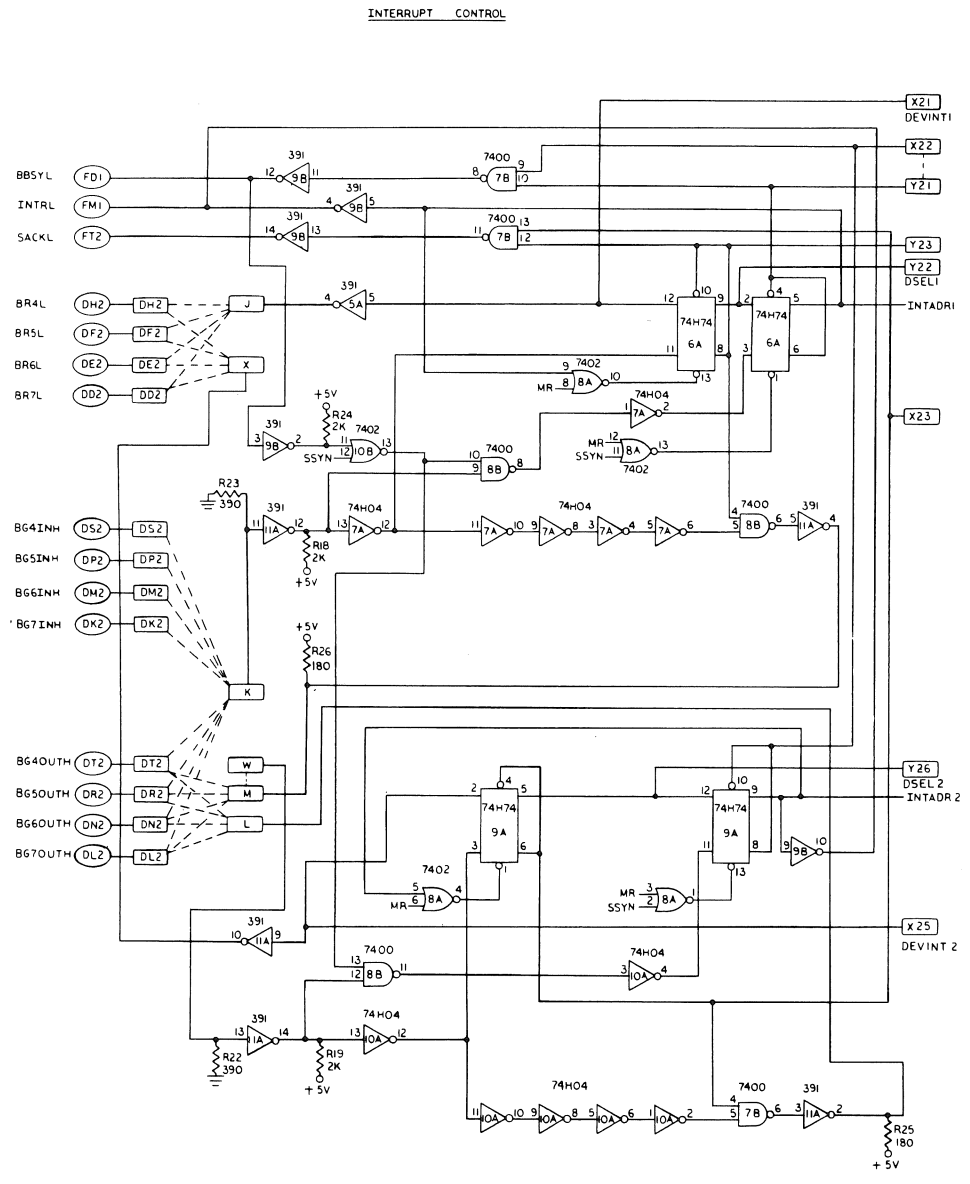 INTERRUPT CONTROL
X21
DEVINT1
391
7400
9
X22
BBSYL
FD1
12
9B
11
8
7B
10
Y21
391
INTRL
FM1
4
9B
5
7400
13
391
SACKL
FT2
14
9B
13
11
7B
12
Y23
Y22
DSEL1
10
4
BR4L
DH2
DH2
J
4
5A
5
12
9
2
5
INTADR1
74H74
74H74
BR5L
DF2
DF2
6A
6A
11
8
3
6
BR6L
DE2
DE2
X
7402
9
10
13
1
MR
8
8A
BR7L
DD2
DD2
74H04
+5V
R24
2K
1
7A
2
X23
391
7402
3
9B
2
11
13
7400
MR
12
13
SSYN
12
10B
10
8
SSYN
11
8A
9
8B
7402
R23
390
391
74H04
74H04
7400
391
BG4INH
DS2
DS2
11
11A
12
13
7A
12
11
7A
10
9
7A
8
3
7A
4
5
7A
6
4
5
8B
6
5
11A
4
R18
2K
+5V
BG5INH
DP2
DP2
BG6INH
DM2
DM2
BG7INH
DK2
DK2
+5V
R26
180
K
BG4OUTH
DT2
DT2
W
Y26
DSEL2
BG5OUTH
DR2
DR2
M
4
10
2
5
12
9
INTADR2
74H74
74H74
BG6OUTH
DN2
DN2
L
9A
9A
3
6
11
8
9
9B
10
BG7OUTH
DL2
DL2
7402
1
13
5
4
MR
6
8A
MR
3
1
SSYN
2
8A
391
10
11A
9
X25
DEVINT 2
7400
13
11
12
8B
74H04
3
10A
4
391
74H04
13
11A
14
13
10A
12
R22
390
R19
2K
+5V
74H04
7400
391
11
10A
10
9
10A
8
5
10A
6
1
10A
2
4
5
7B
6
3
11A
2
R25
180
+5V